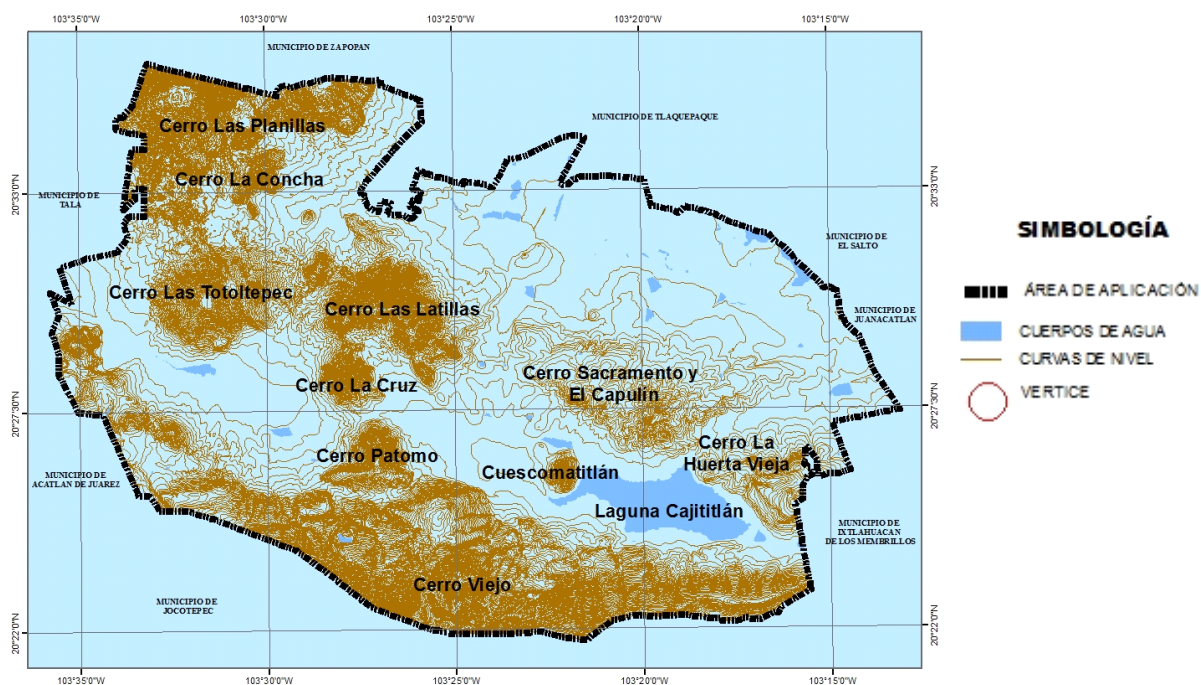 103°35'0"W
103°30'0"W
103°25'0"W
103°20'0"W
103°15'0"W
MUNICIPIO DE ZAPOPAN
MUNICIPIO DE TLAQUEPAQUE
Cerro Las Planillas
Cerro La Concha
20°33'0"N
20°33'0"N
MUNICIPIO DE
TALA
MUNICIPIO DE
EL SALTO
SIMBOLOGÍA
ÁREA DE APLICACIÓN
CUERPOS DE AGUA
CURVAS DE NIVEL
VERTICE
Cerro Las Totoltepec
Cerro Las Latillas
MUNICIPIO DE
JUANACATLAN
Cerro La Cruz
Cerro Sacramento y
El Capulín
20°27'30"N
20°27'30"N
Cerro Patomo
Cuescomatitlán
Cerro La
Huerta Vieja
MUNICIPIO DE
ACATLAN DE JUAREZ
Laguna Cajititlán
MUNICIPIO DE
IXTLAHUACAN
DE LOS MEMBRILLOS
Cerro Viejo
MUNICIPIO DE
JOCOTEPEC
20°22'0"N
20°22'0"N
103°35'0"W
103°30'0"W
103°25'0"W
103°20'0"W
103°15'0"W